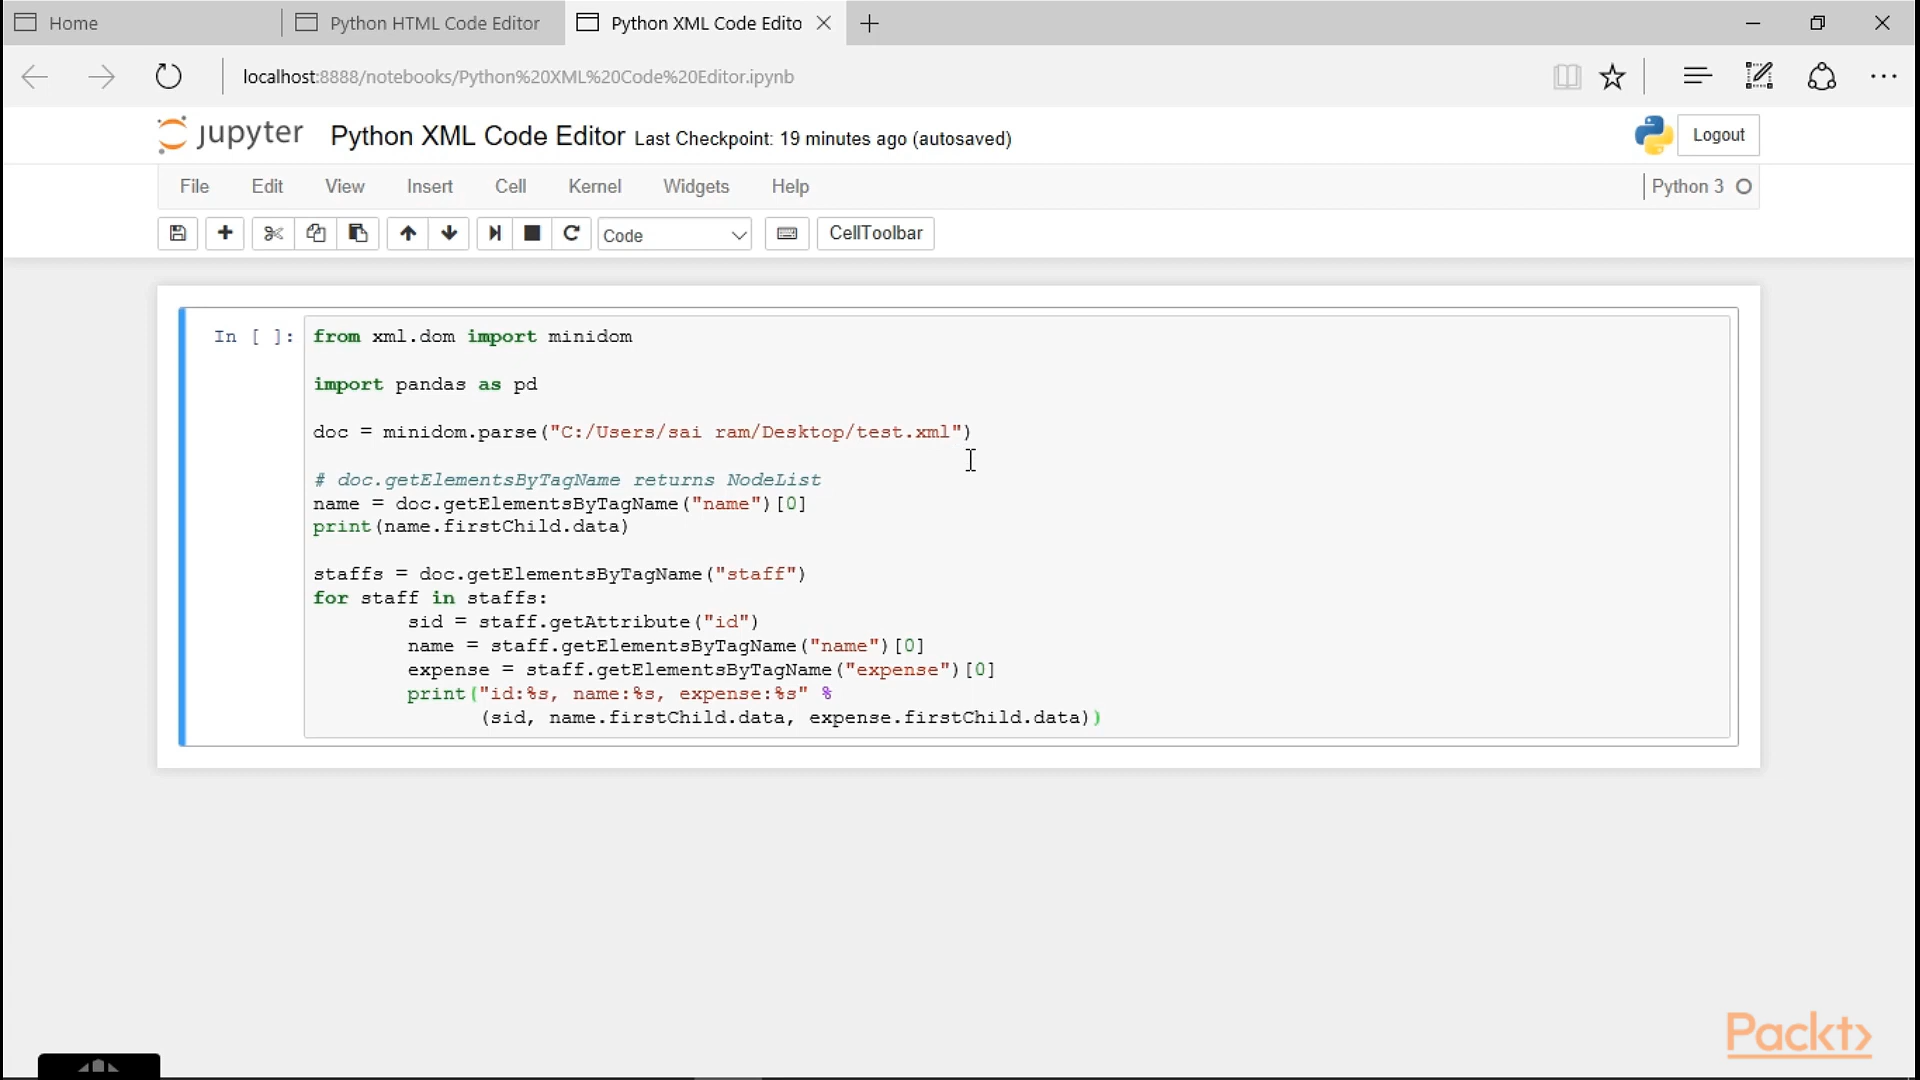 Home
Python HTML Code Editor
Python XML Code Edito
localhost:8888/notebooks/Python%20XML%20Code%20Editor.ipynb
jupyter Python XML Code Editor Last Checkpoint: 19 minutes ago (autosaved)
Logout
File Edit View Insert Cell Kernel Widgets Help
Python 3
Code
CellToolbar
In [ ]:
from xml.dom import minidom
import pandas as pd
doc = minidom.parse("C:/Users/sai ram/Desktop/test.xml")
# doc.getElementsByTagName returns NodeList
name = doc.getElementsByTagName("name")[0]
print(name.firstChild.data)
staffs = doc.getElementsByTagName("staff")
for staff in staffs:
        sid = staff.getAttribute("id")
        name = staff.getElementsByTagName("name")[0]
        expense = staff.getElementsByTagName("expense")[0]
        print("id:%s, name:%s, expense:%s" %
              (sid, name.firstChild.data, expense.firstChild.data))
Packt>